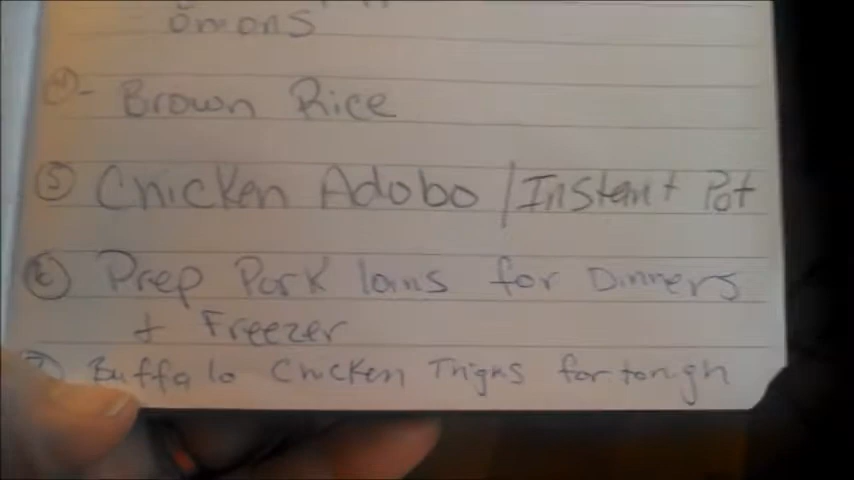 onions
④- Brown Rice
⑤ Chicken Adobo / Instant Pot
⑥ Prep Pork loins for Dinners
+ Freezer
⑦ Buffalo Chicken Thighs for